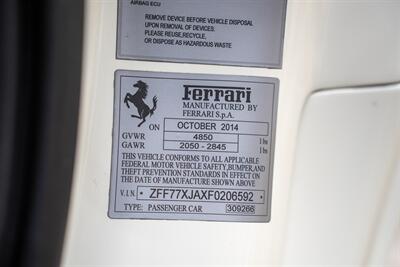 AIRBAG ECU
REMOVE DEVICE BEFORE VEHICLE DISPOSAL
UPON REMOVAL OF DEVICES:
PLEASE REUSE,RECYCLE,
OR DISPOSE AS HAZARDOUS WASTE
Ferrari
MANUFACTURED BY
FERRARI S.p.A.
ON OCTOBER 2014
GVWR 4850 lbs
GAWR 2050 - 2845 lbs
THIS VEHICLE CONFORMS TO ALL APPLICABLE
FEDERAL MOTOR VEHICLE SAFETY, BUMPER,AND
THEFT PREVENTION STANDARDS IN EFFECT ON
THE DATE OF MANUFACTURE SHOWN ABOVE
V.I.N. * ZFF77XJAXF0206592 *
TYPE: PASSENGER CAR 309266